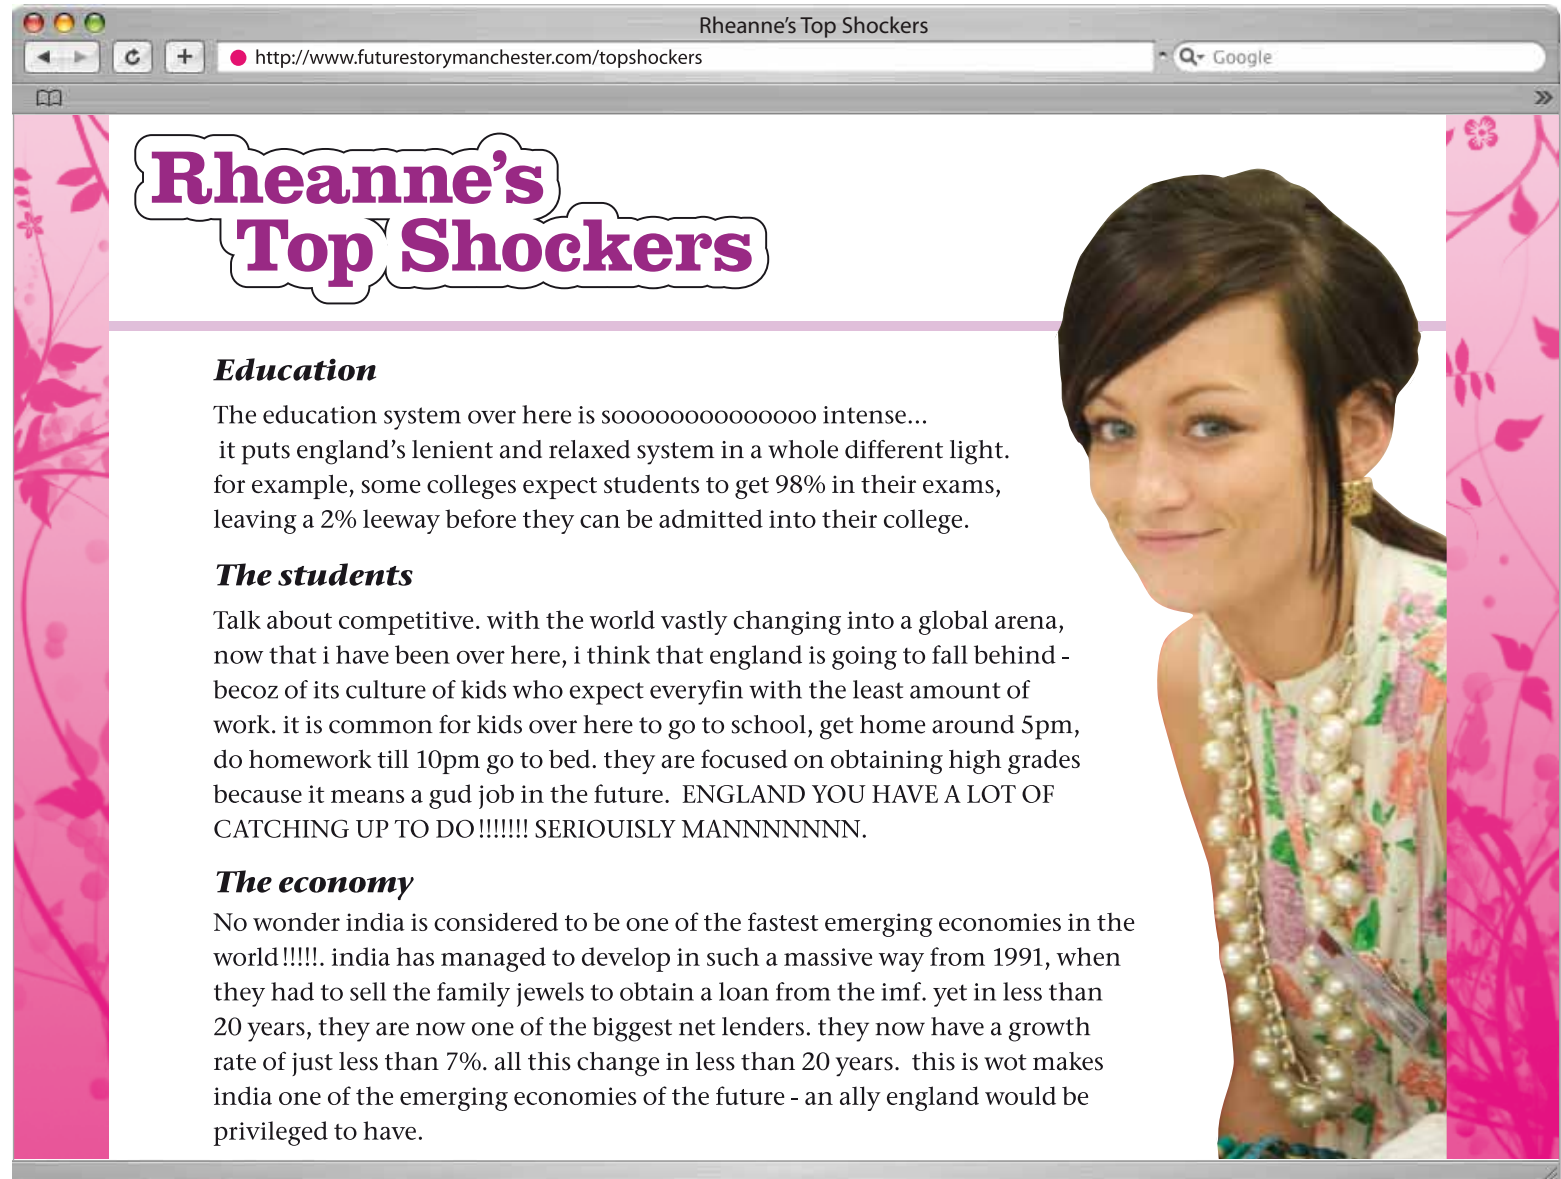 Rheanne's Top Shockers
http://www.futurestorymanchester.com/topshockers
Google
Rheanne's
Top Shockers
Education
The education system over here is soooooooooooooo intense...
it puts england's lenient and relaxed system in a whole different light.
for example, some colleges expect students to get 98% in their exams,
leaving a 2% leeway before they can be admitted into their college.
The students
Talk about competitive. with the world vastly changing into a global arena,
now that i have been over here, i think that england is going to fall behind -
becoz of its culture of kids who expect everyfin with the least amount of
work. it is common for kids over here to go to school, get home around 5pm,
do homework till 10pm go to bed. they are focused on obtaining high grades
because it means a gud job in the future.  ENGLAND YOU HAVE A LOT OF
CATCHING UP TO DO!!!!!!! SERIOUISLY MANNNNNNN.
The economy
No wonder india is considered to be one of the fastest emerging economies in the
world!!!!!. india has managed to develop in such a massive way from 1991, when
they had to sell the family jewels to obtain a loan from the imf. yet in less than
20 years, they are now one of the biggest net lenders. they now have a growth
rate of just less than 7%. all this change in less than 20 years.  this is wot makes
india one of the emerging economies of the future - an ally england would be
privileged to have.